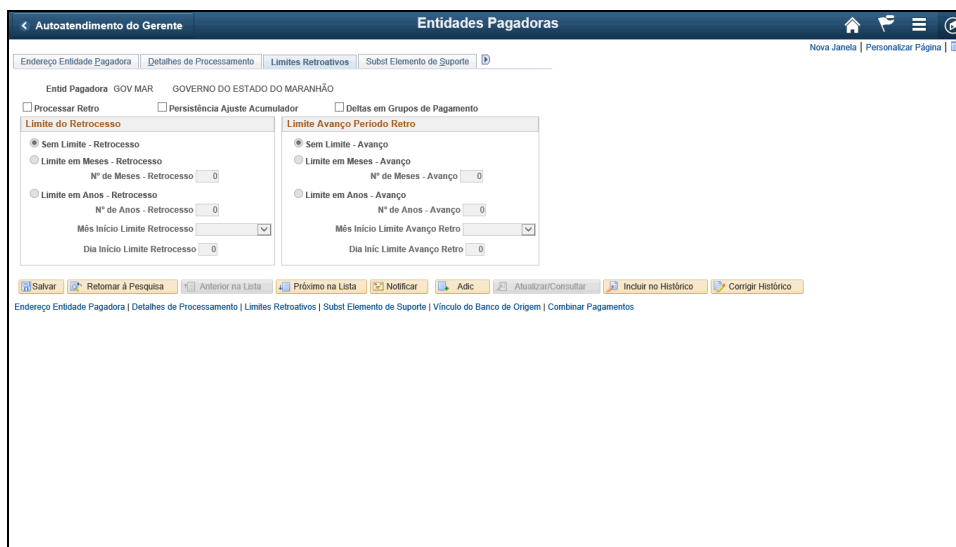 Autoatendimento do Gerente Entidades Pagadoras
Nova Janela | Personalizar Página |
Endereço Entidade Pagadora Detalhes de Processamento Limites Retroativos Subst Elemento de Suporte
Entid Pagadora GOV MAR GOVERNO DO ESTADO DO MARANHÃO
Processar Retro Persistência Ajuste Acumulador Deltas em Grupos de Pagamento
Limite do Retrocesso
Sem Limite - Retrocesso
Limite em Meses - Retrocesso
Nº de Meses - Retrocesso 0
Limite em Anos - Retrocesso
Nº de Anos - Retrocesso 0
Mês Início Limite Retrocesso
Dia Início Limite Retrocesso 0
Limite Avanço Período Retro
Sem Limite - Avanço
Limite em Meses - Avanço
Nº de Meses - Avanço 0
Limite em Anos - Avanço
Nº de Anos - Avanço 0
Mês Início Limite Avanço Retro
Dia Iníc Limite Avanço Retro 0
Salvar Retornar à Pesquisa Anterior na Lista Próximo na Lista Notificar Adic Atualizar/Consultar Incluir no Histórico Corrigir Histórico
Endereço Entidade Pagadora | Detalhes de Processamento | Limites Retroativos | Subst Elemento de Suporte | Vínculo do Banco de Origem | Combinar Pagamentos